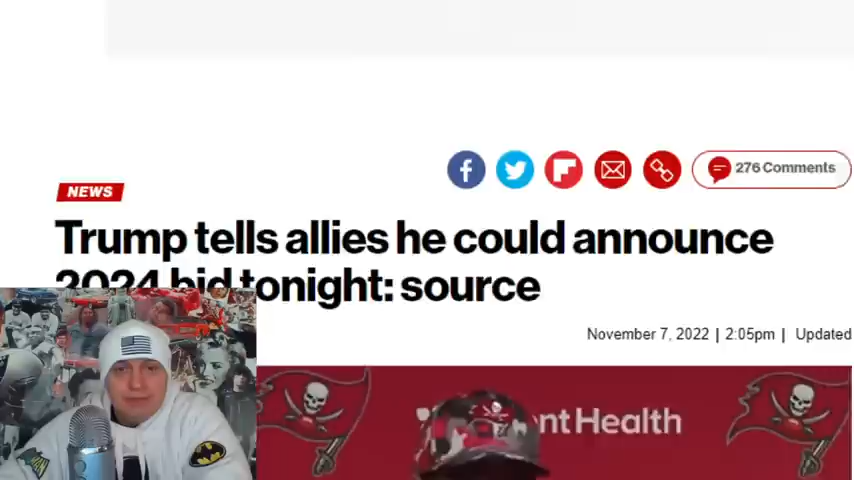 276 Comments
NEWS
Trump tells allies he could announce
2024 bid tonight: source
November 7, 2022 | 2:05pm | Updated
nt Health